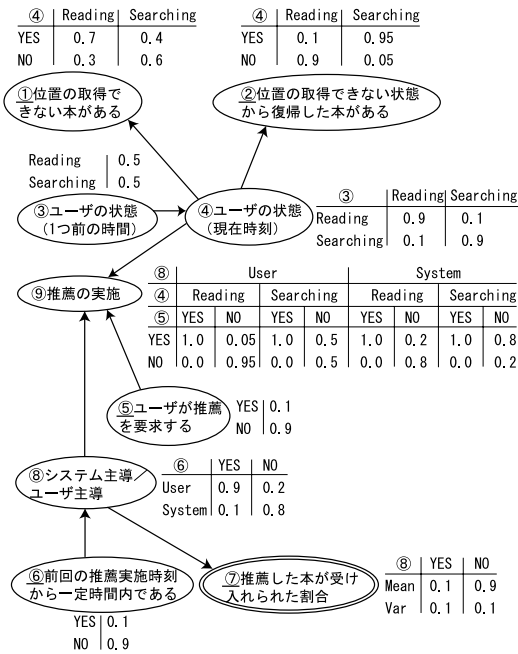 ④ Reading Searching
YES 0.7 0.4
NO 0.3 0.6
④ Reading Searching
YES 0.1 0.95
NO 0.9 0.05
①位置の取得で
きない本がある
②位置の取得できない状態
から復帰した本がある
Reading 0.5
Searching 0.5
③ユーザの状態
(1つ前の時間)
④ユーザの状態
(現在時刻)
③ Reading Searching
Reading 0.9 0.1
Searching 0.1 0.9
⑨推薦の実施
⑧ User System
④ Reading Searching Reading Searching
⑤ YES NO YES NO YES NO YES NO
YES 1.0 0.05 1.0 0.5 1.0 0.2 1.0 0.8
NO 0.0 0.95 0.0 0.5 0.0 0.8 0.0 0.2
⑤ユーザが推薦
を要求する
YES 0.1
NO 0.9
⑧システム主導/
ユーザ主導
⑥ YES NO
User 0.9 0.2
System 0.1 0.8
⑥前回の推薦実施時刻
から一定時間内である
YES 0.1
NO 0.9
⑦推薦した本が受け
入れられた割合
⑧ YES NO
Mean 0.1 0.9
Var 0.1 0.1